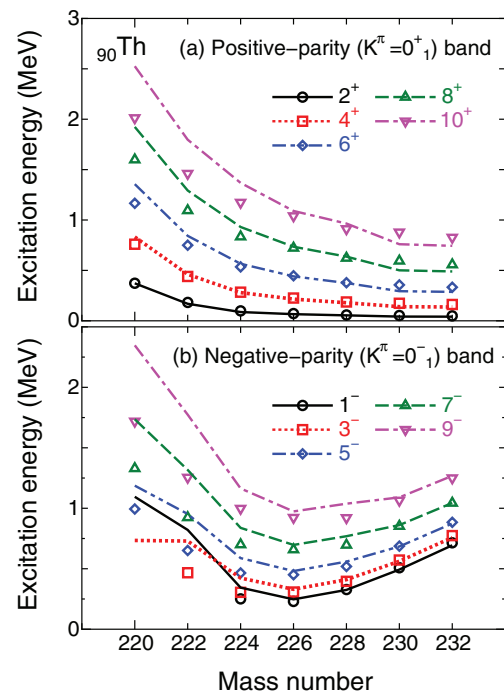 ₉₀Th (a) Positive-parity (K^π=0⁺₁) band
2⁺ 8⁺
4⁺ 10⁺
6⁺
Excitation energy (MeV)
3
2
1
0
(b) Negative-parity (K^π=0⁻₁) band
1⁻ 7⁻
3⁻ 9⁻
5⁻
Excitation energy (MeV)
2
1
0
220 222 224 226 228 230 232
Mass number